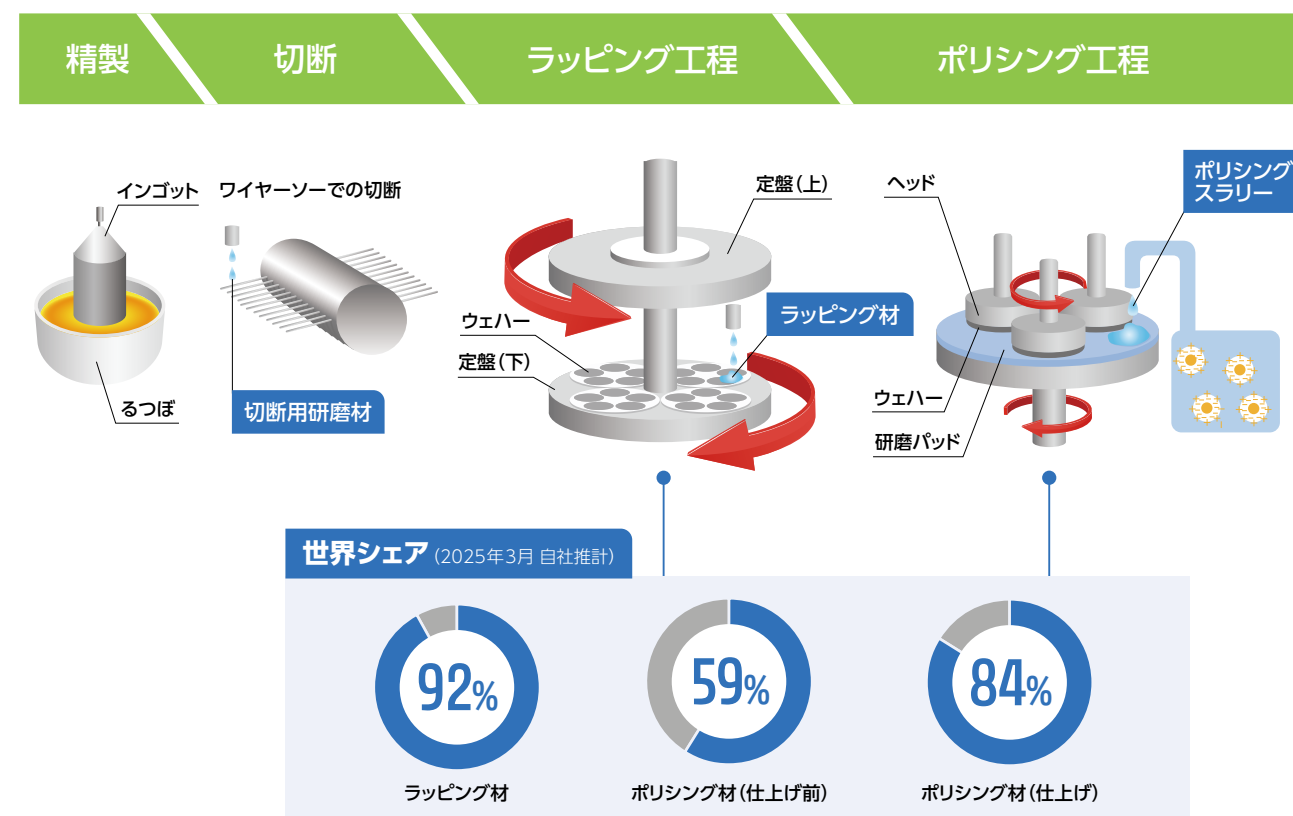 精製
切断
ラッピング工程
ポリシング工程
インゴット
るつぼ
ワイヤーソーでの切断
切断用研磨材
定盤(上)
ウェハー
定盤(下)
ラッピング材
ヘッド
ポリシング
スラリー
ウェハー
研磨パッド
世界シェア (2025年3月 自社推計)
92%
ラッピング材
59%
ポリシング材(仕上げ前)
84%
ポリシング材(仕上げ)